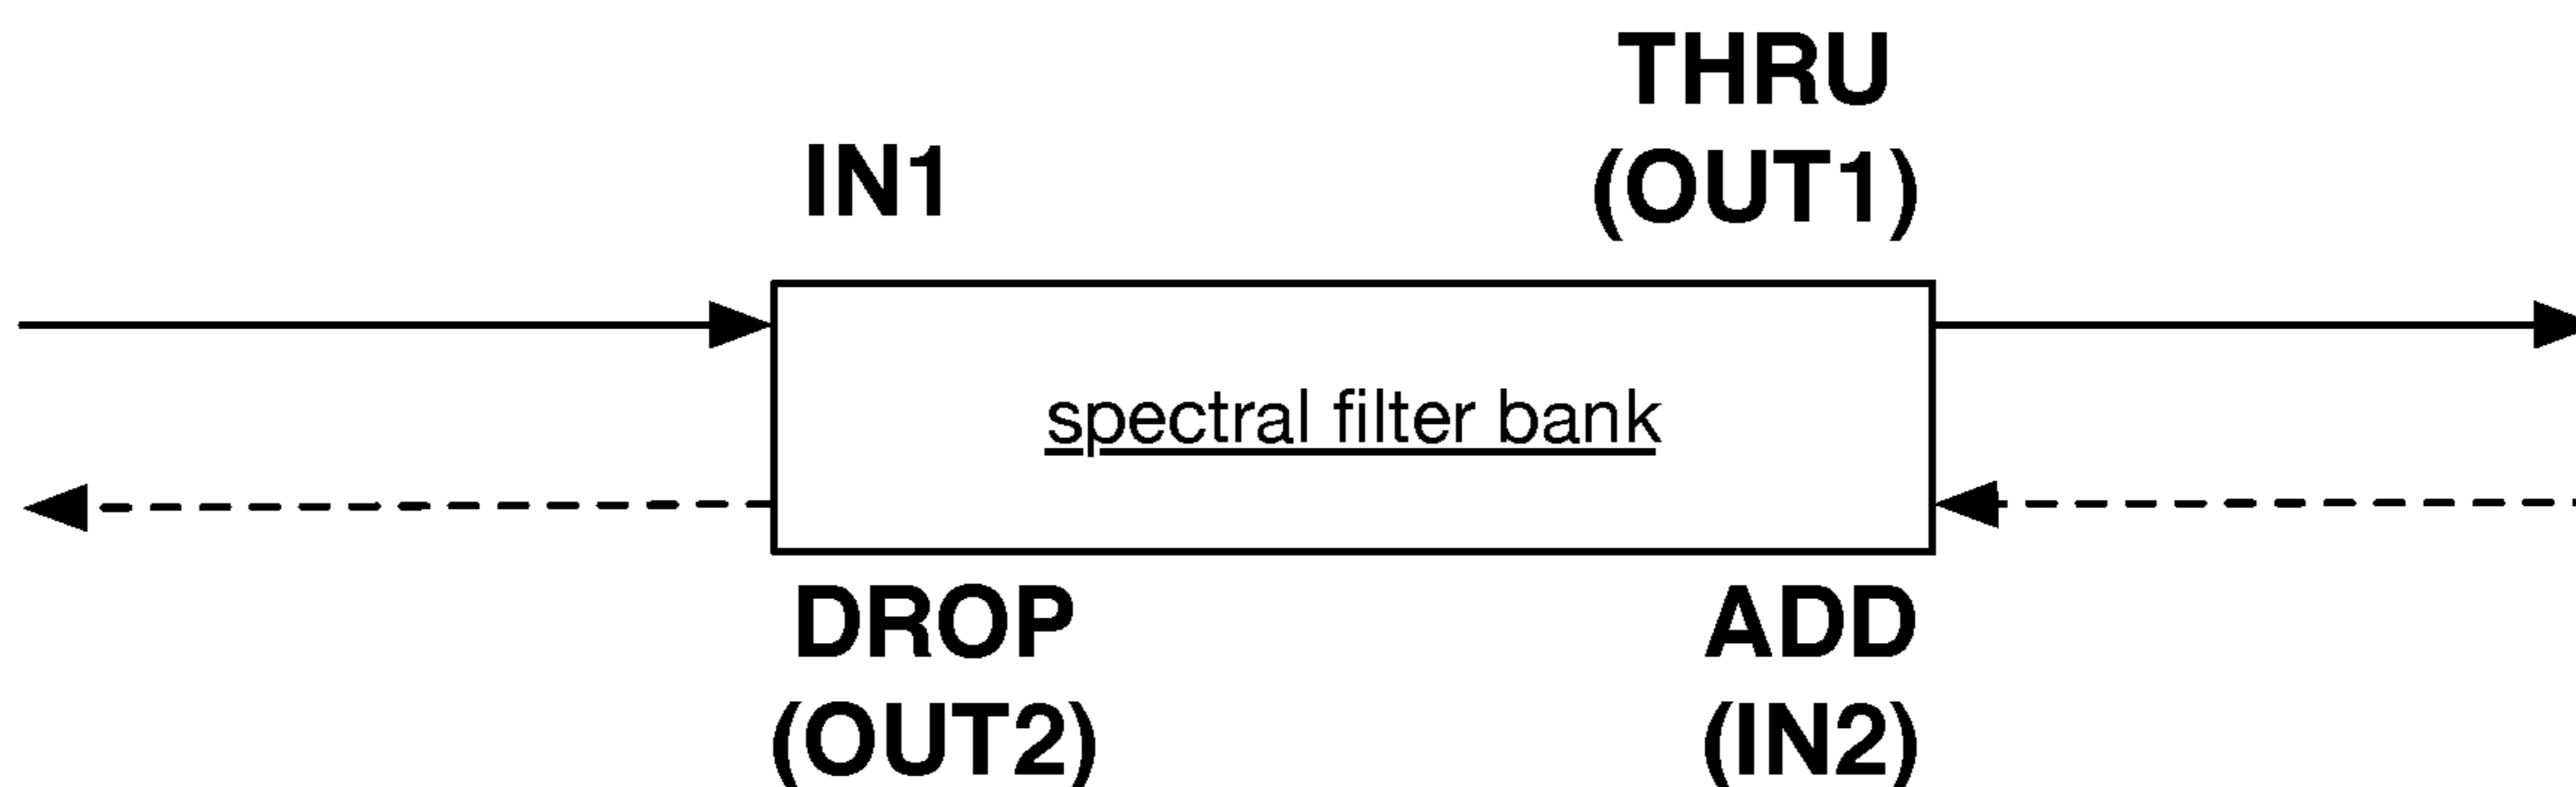 THRU
(OUT1)
IN1
spectral filter bank
DROP
(OUT2)
ADD
(IN2)